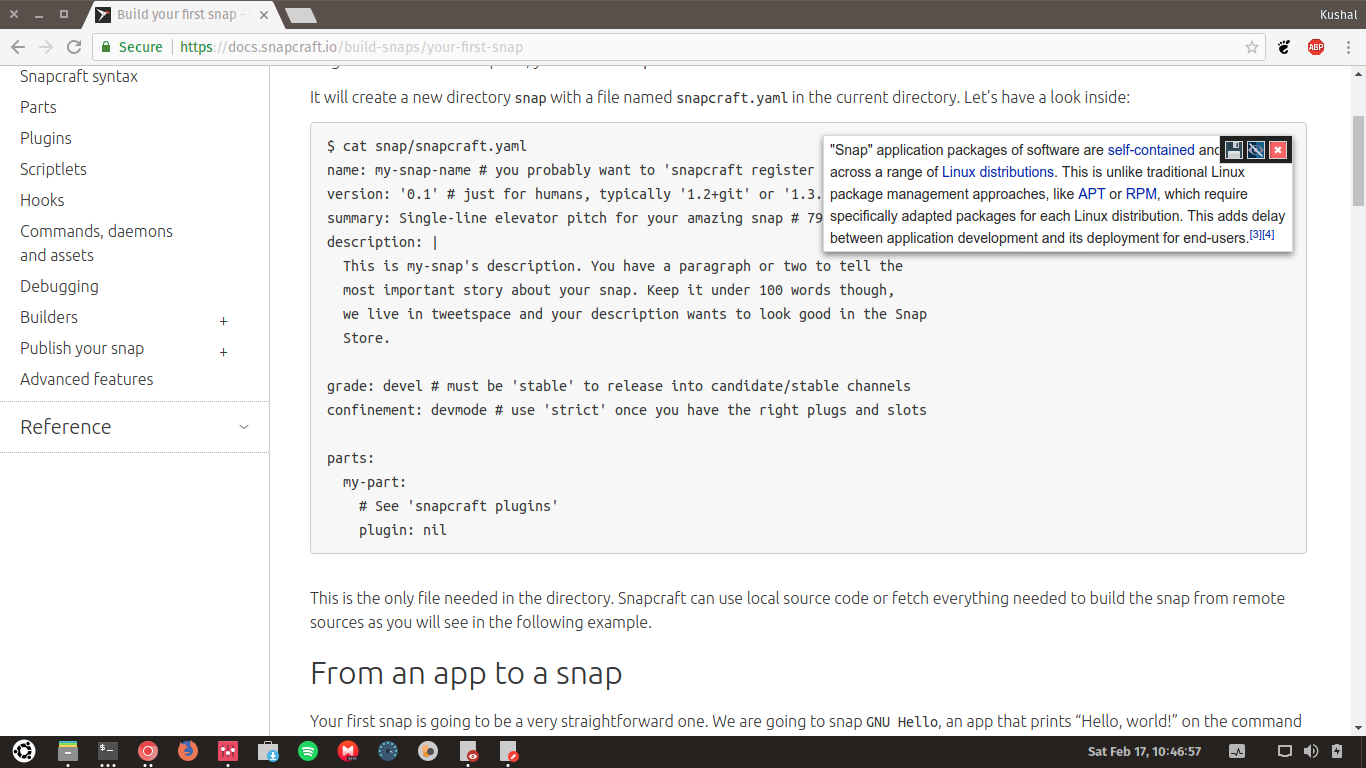 Build your first snap -
Kushal
Secure
https://docs.snapcraft.io/build-snaps/your-first-snap
ABP
Snapcraft syntax
Parts
Plugins
Scriptlets
Hooks
Commands, daemons
and assets
Debugging
Builders +
Publish your snap +
Advanced features
Reference
It will create a new directory snap with a file named snapcraft.yaml in the current directory. Let's have a look inside:
$ cat snap/snapcraft.yaml
name: my-snap-name # you probably want to 'snapcraft register
version: '0.1' # just for humans, typically '1.2+git' or '1.3.
summary: Single-line elevator pitch for your amazing snap # 79
description: |
This is my-snap's description. You have a paragraph or two to tell the
most important story about your snap. Keep it under 100 words though,
we live in tweetspace and your description wants to look good in the Snap
Store.
grade: devel # must be 'stable' to release into candidate/stable channels
confinement: devmode # use 'strict' once you have the right plugs and slots
parts:
my-part:
# See 'snapcraft plugins'
plugin: nil
"Snap" application packages of software are self-contained and
across a range of Linux distributions. This is unlike traditional Linux
package management approaches, like APT or RPM, which require
specifically adapted packages for each Linux distribution. This adds delay
between application development and its deployment for end-users.[3][4]
This is the only file needed in the directory. Snapcraft can use local source code or fetch everything needed to build the snap from remote
sources as you will see in the following example.
From an app to a snap
Your first snap is going to be a very straightforward one. We are going to snap GNU Hello, an app that prints “Hello, world!” on the command
Sat Feb 17, 10:46:57